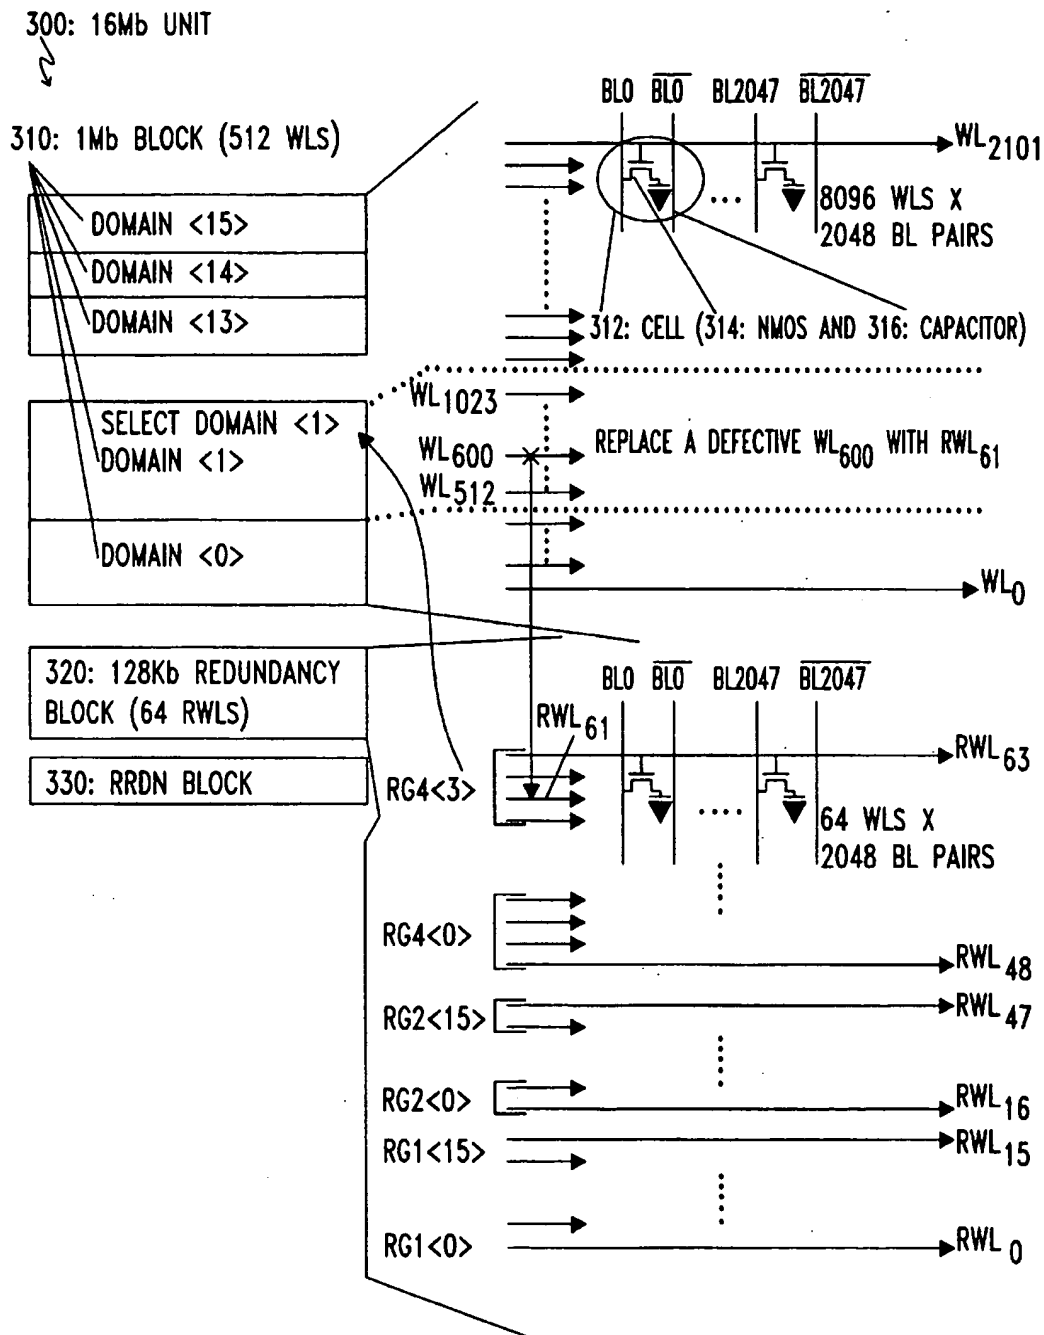 300: 16Mb UNIT
310: 1Mb BLOCK (512 WLS)
DOMAIN <15>
DOMAIN <14>
DOMAIN <13>
SELECT DOMAIN <1>
DOMAIN <1>
DOMAIN <0>
320: 128Kb REDUNDANCY
BLOCK (64 RWLS)
330: RRDN BLOCK
BL0 BL0 BL2047 BL2047
WL2101
8096 WLS X
2048 BL PAIRS
312: CELL (314: NMOS AND 316: CAPACITOR)
WL1023
WL600
REPLACE A DEFECTIVE WL600 WITH RWL61
WL512
WL0
BL0 BL0 BL2047 BL2047
RWL61
RWL63
RG4<3>
64 WLS X
2048 BL PAIRS
RG4<0>
RWL48
RG2<15>
RWL47
RG2<0>
RWL16
RG1<15>
RWL15
RG1<0>
RWL0